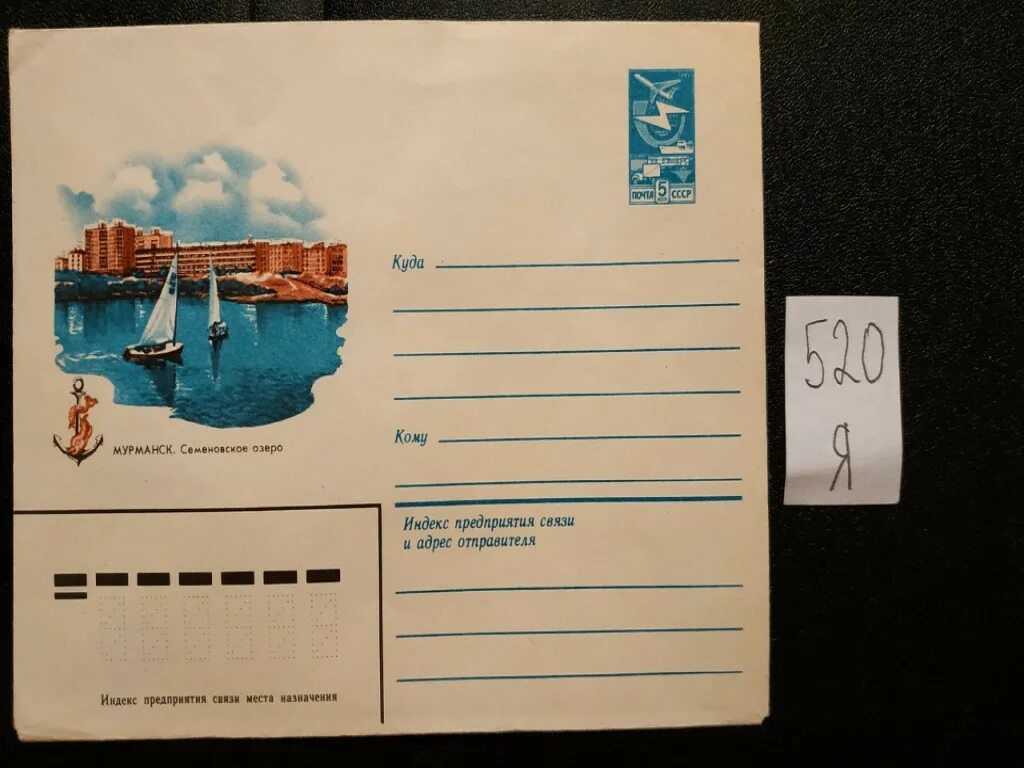 ПОЧТА 5 КОП СССР
Куда
МУРМАНСК. Семеновское озеро
Кому
Индекс предприятия связи
и адрес отправителя
Индекс предприятия связи места назначения
520
Я